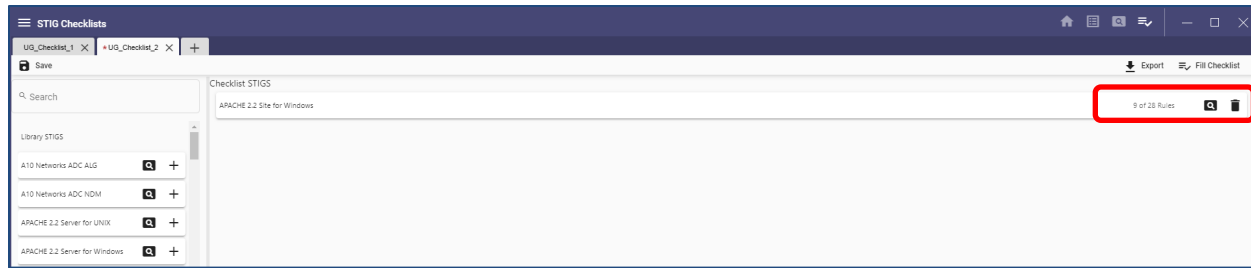 STIG Checklists
UG_Checklist_1 *UG_Checklist_2
Save Export Fill Checklist
Search
Checklist STIGS
APACHE 2.2 Site for Windows 9 of 28 Rules
Library STIGS
A10 Networks ADC ALG
A10 Networks ADC NDM
APACHE 2.2 Server for UNIX
APACHE 2.2 Server for Windows